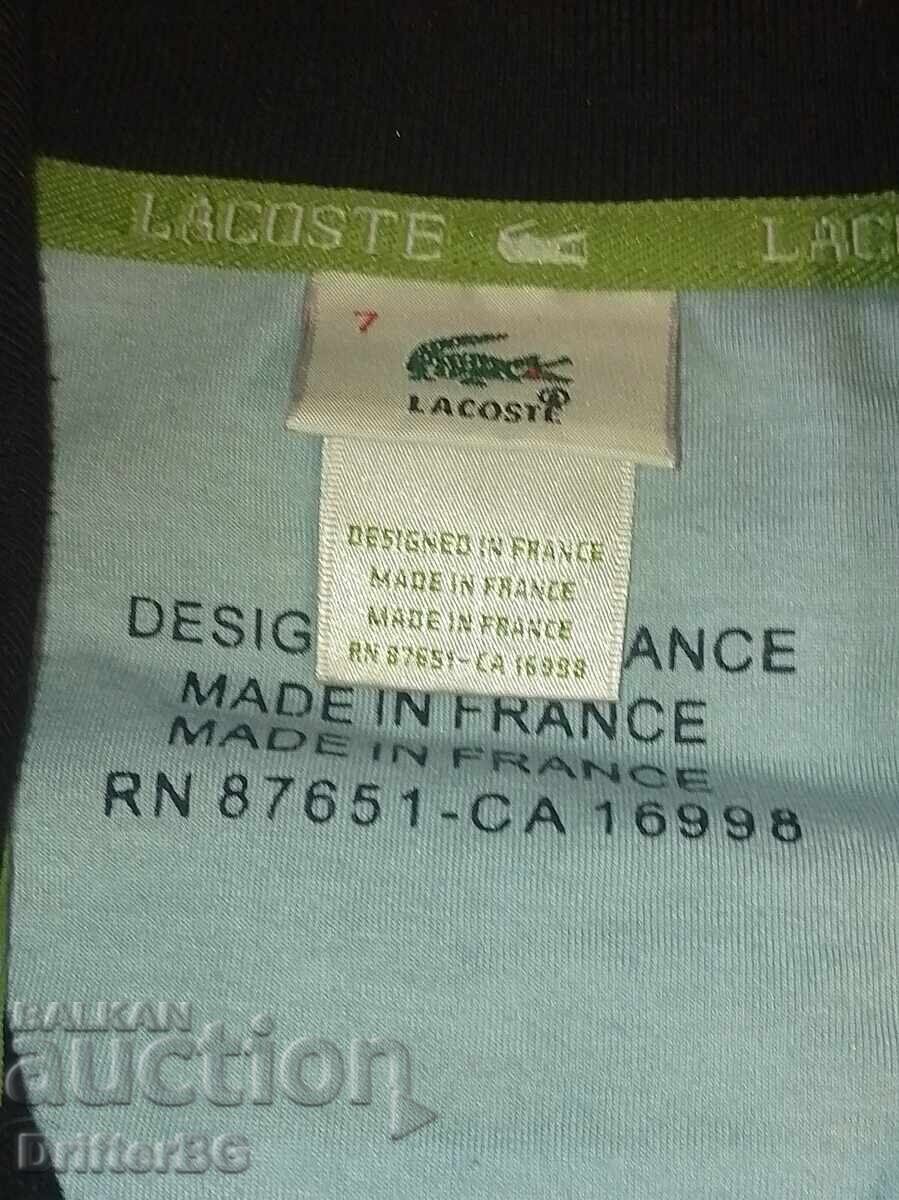 LACOSTE LAC
7
LACOSTE
DESIGNED IN FRANCE
MADE IN FRANCE
MADE IN FRANCE
RN 87651-CA 16998
DESIG ANCE
MADE IN FRANCE
MADE IN FRANCE
RN 87651-CA 16998
BALKAN
auction
DrifterBG